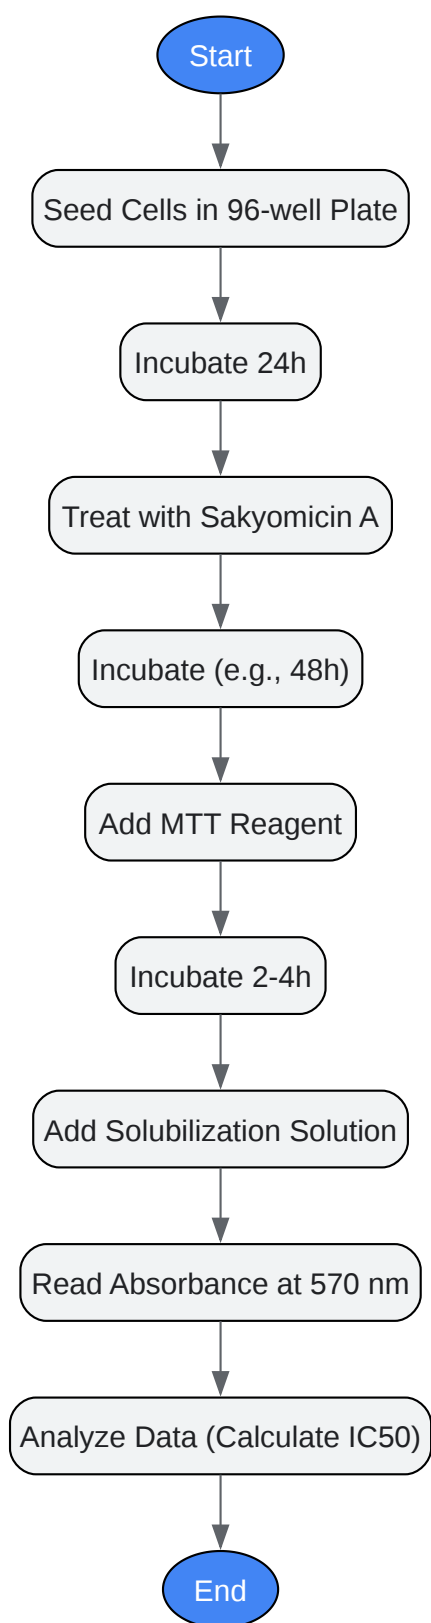 Start
Seed Cells in 96-well Plate
Incubate 24h
Treat with Sakyomicin A
Incubate (e.g., 48h)
Add MTT Reagent
Incubate 2-4h
Add Solubilization Solution
Read Absorbance at 570 nm
Analyze Data (Calculate IC50)
End